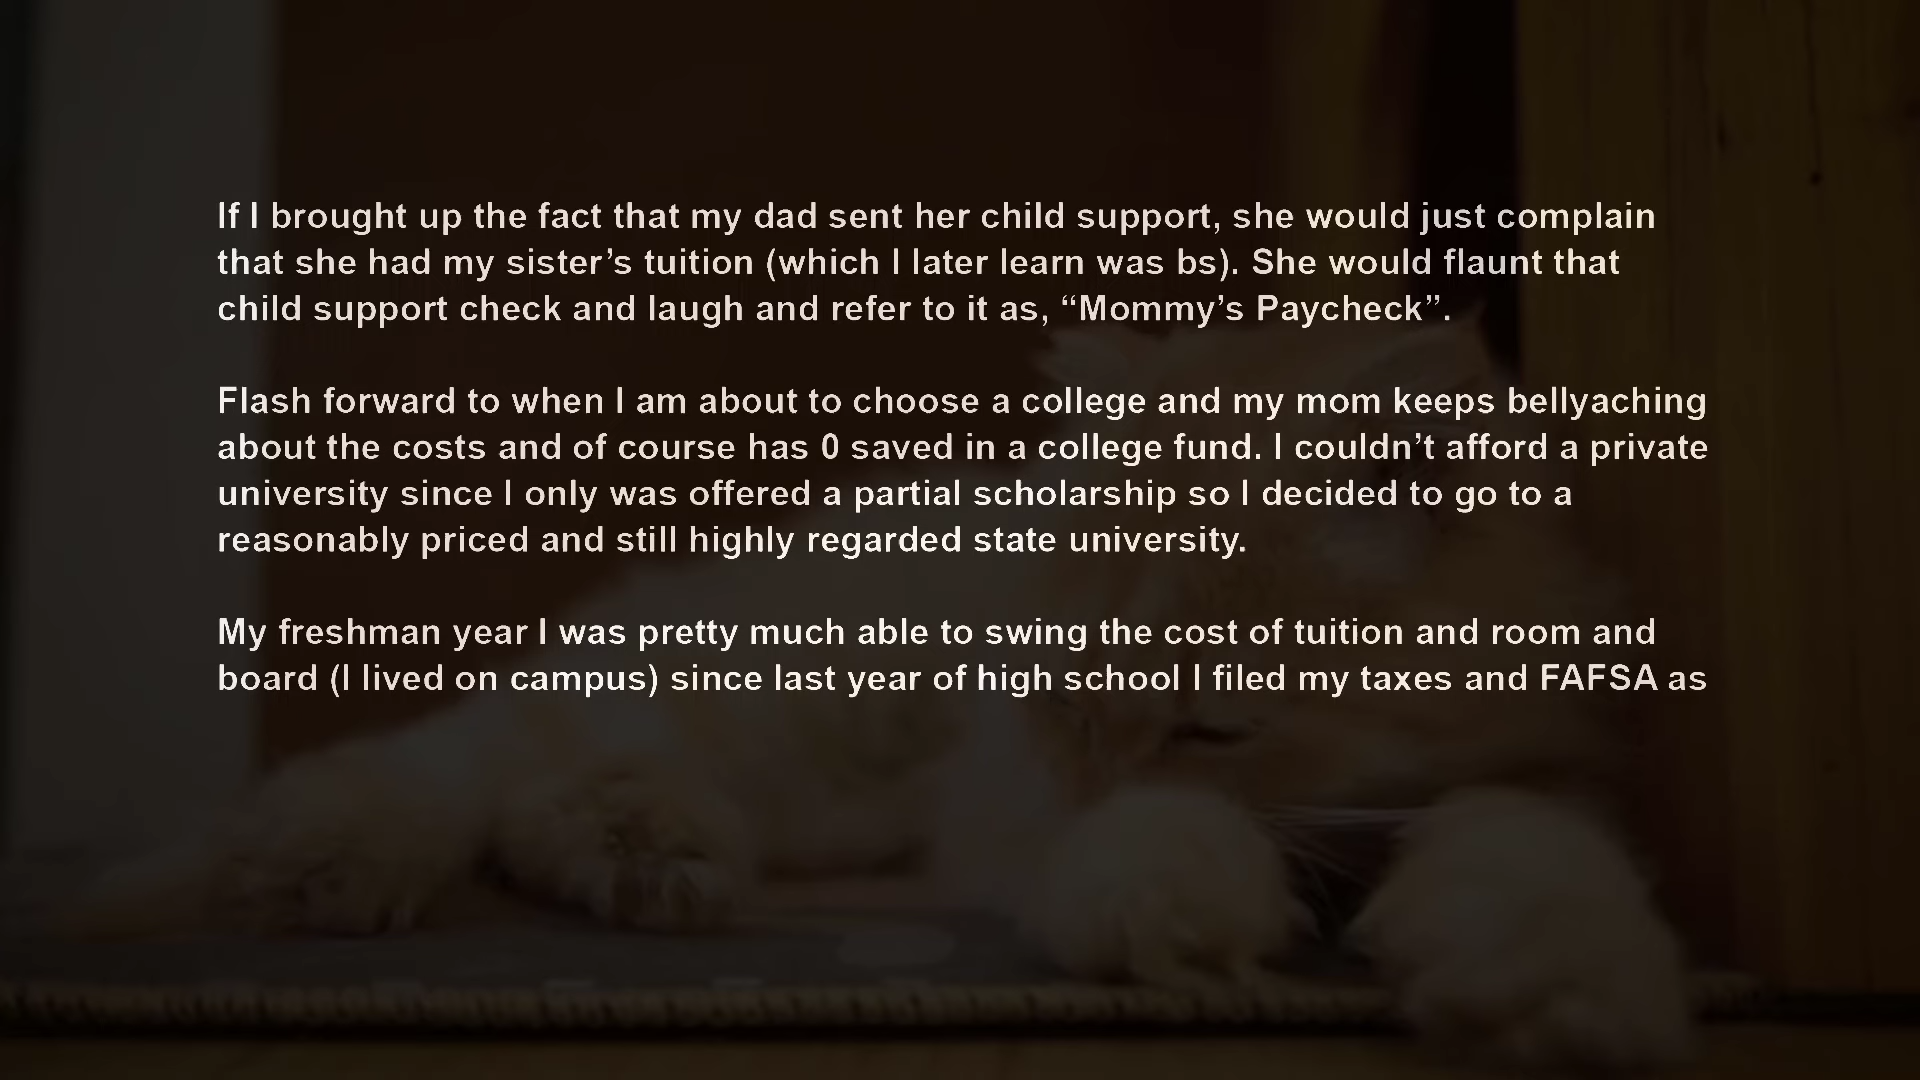 If I brought up the fact that my dad sent her child support, she would just complain
that she had my sister’s tuition (which I later learn was bs). She would flaunt that
child support check and laugh and refer to it as, “Mommy’s Paycheck”.
Flash forward to when I am about to choose a college and my mom keeps bellyaching
about the costs and of course has 0 saved in a college fund. I couldn’t afford a private
university since I only was offered a partial scholarship so I decided to go to a
reasonably priced and still highly regarded state university.
My freshman year I was pretty much able to swing the cost of tuition and room and
board (I lived on campus) since last year of high school I filed my taxes and FAFSA as